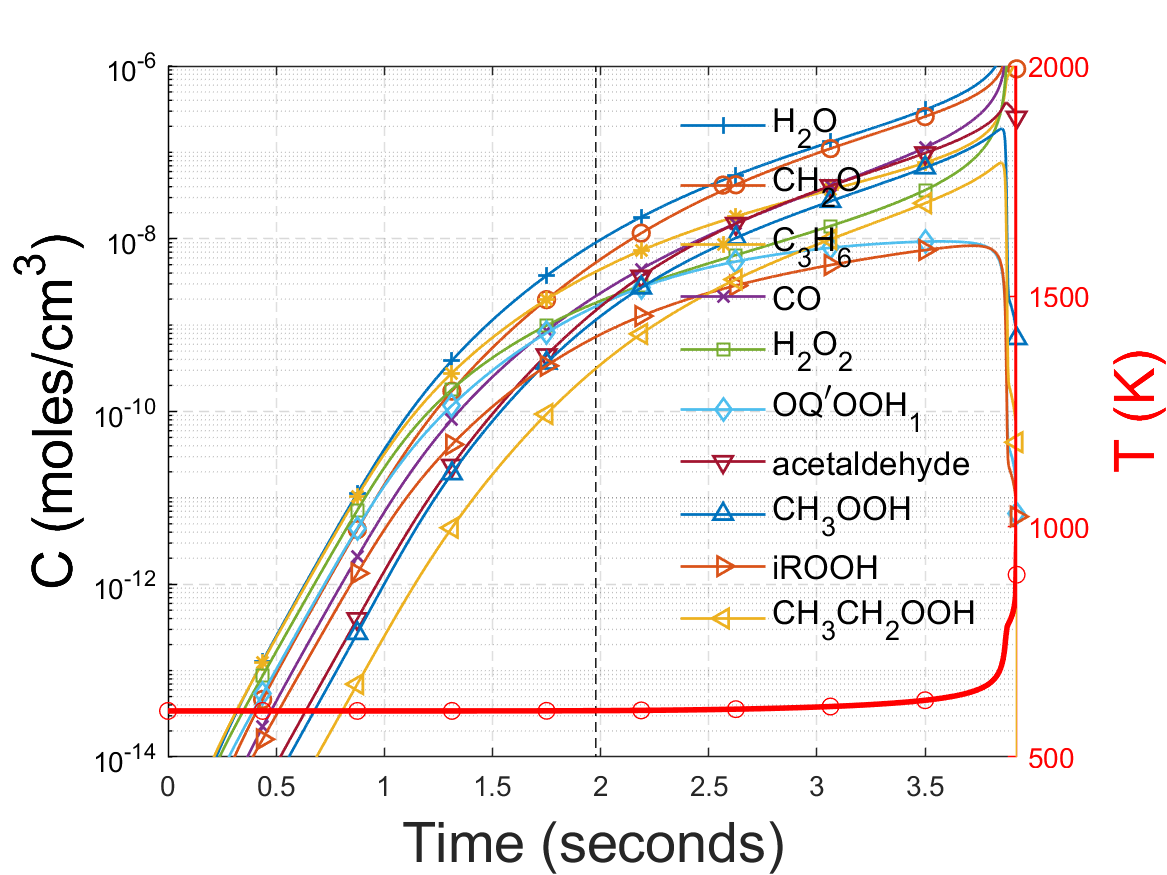 C (moles/cm³)
10⁻⁶
10⁻⁸
10⁻¹⁰
10⁻¹²
10⁻¹⁴
H₂O
CH₂O
C₃H₆
CO
H₂O₂
OQ′OOH₁
acetaldehyde
CH₃OOH
iROOH
CH₃CH₂OOH
2000
1500
1000
500
T (K)
0 0.5 1 1.5 2 2.5 3 3.5
Time (seconds)